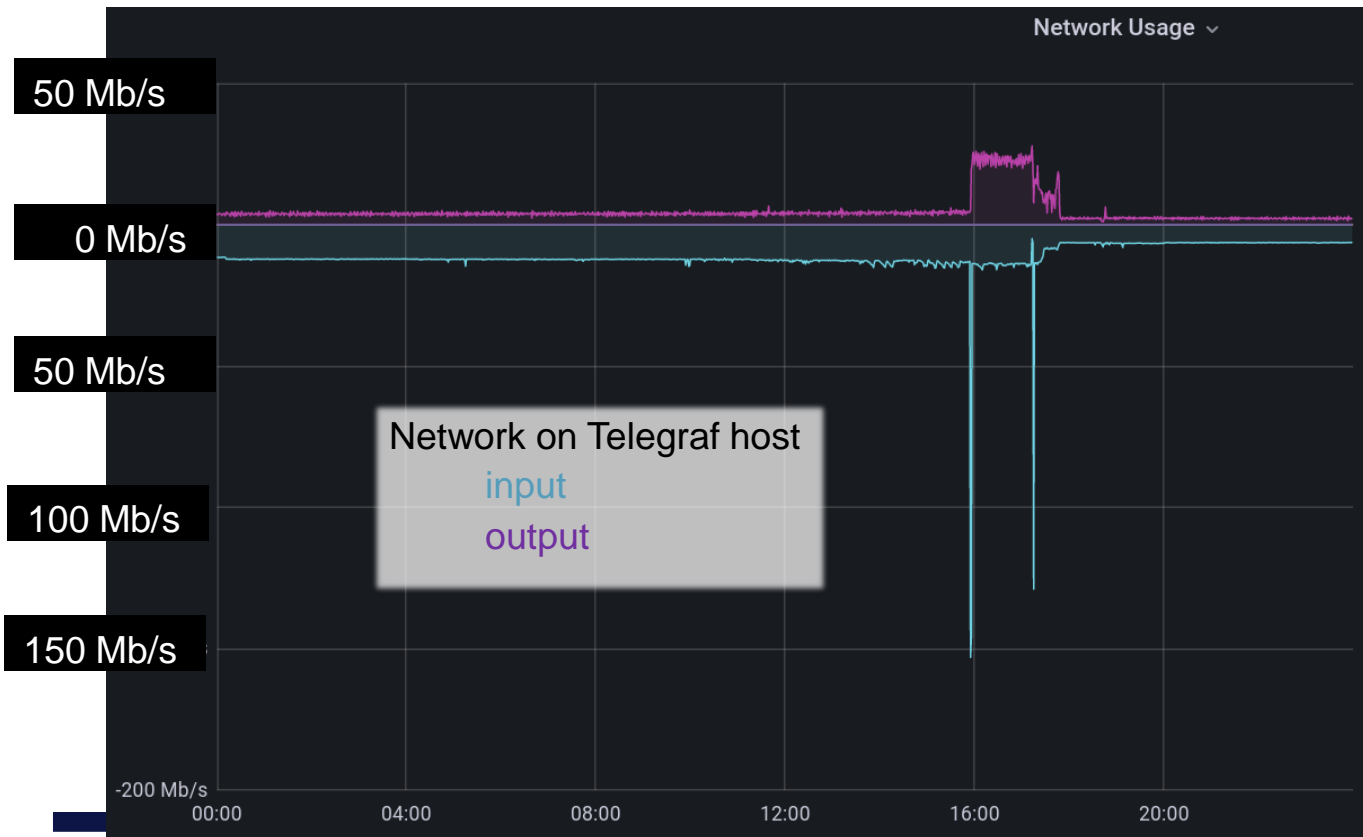 Network Usage
50 Mb/s
0 Mb/s
50 Mb/s
Network on Telegraf host
input
output
100 Mb/s
150 Mb/s
-200 Mb/s
00:00 04:00 08:00 12:00 16:00 20:00